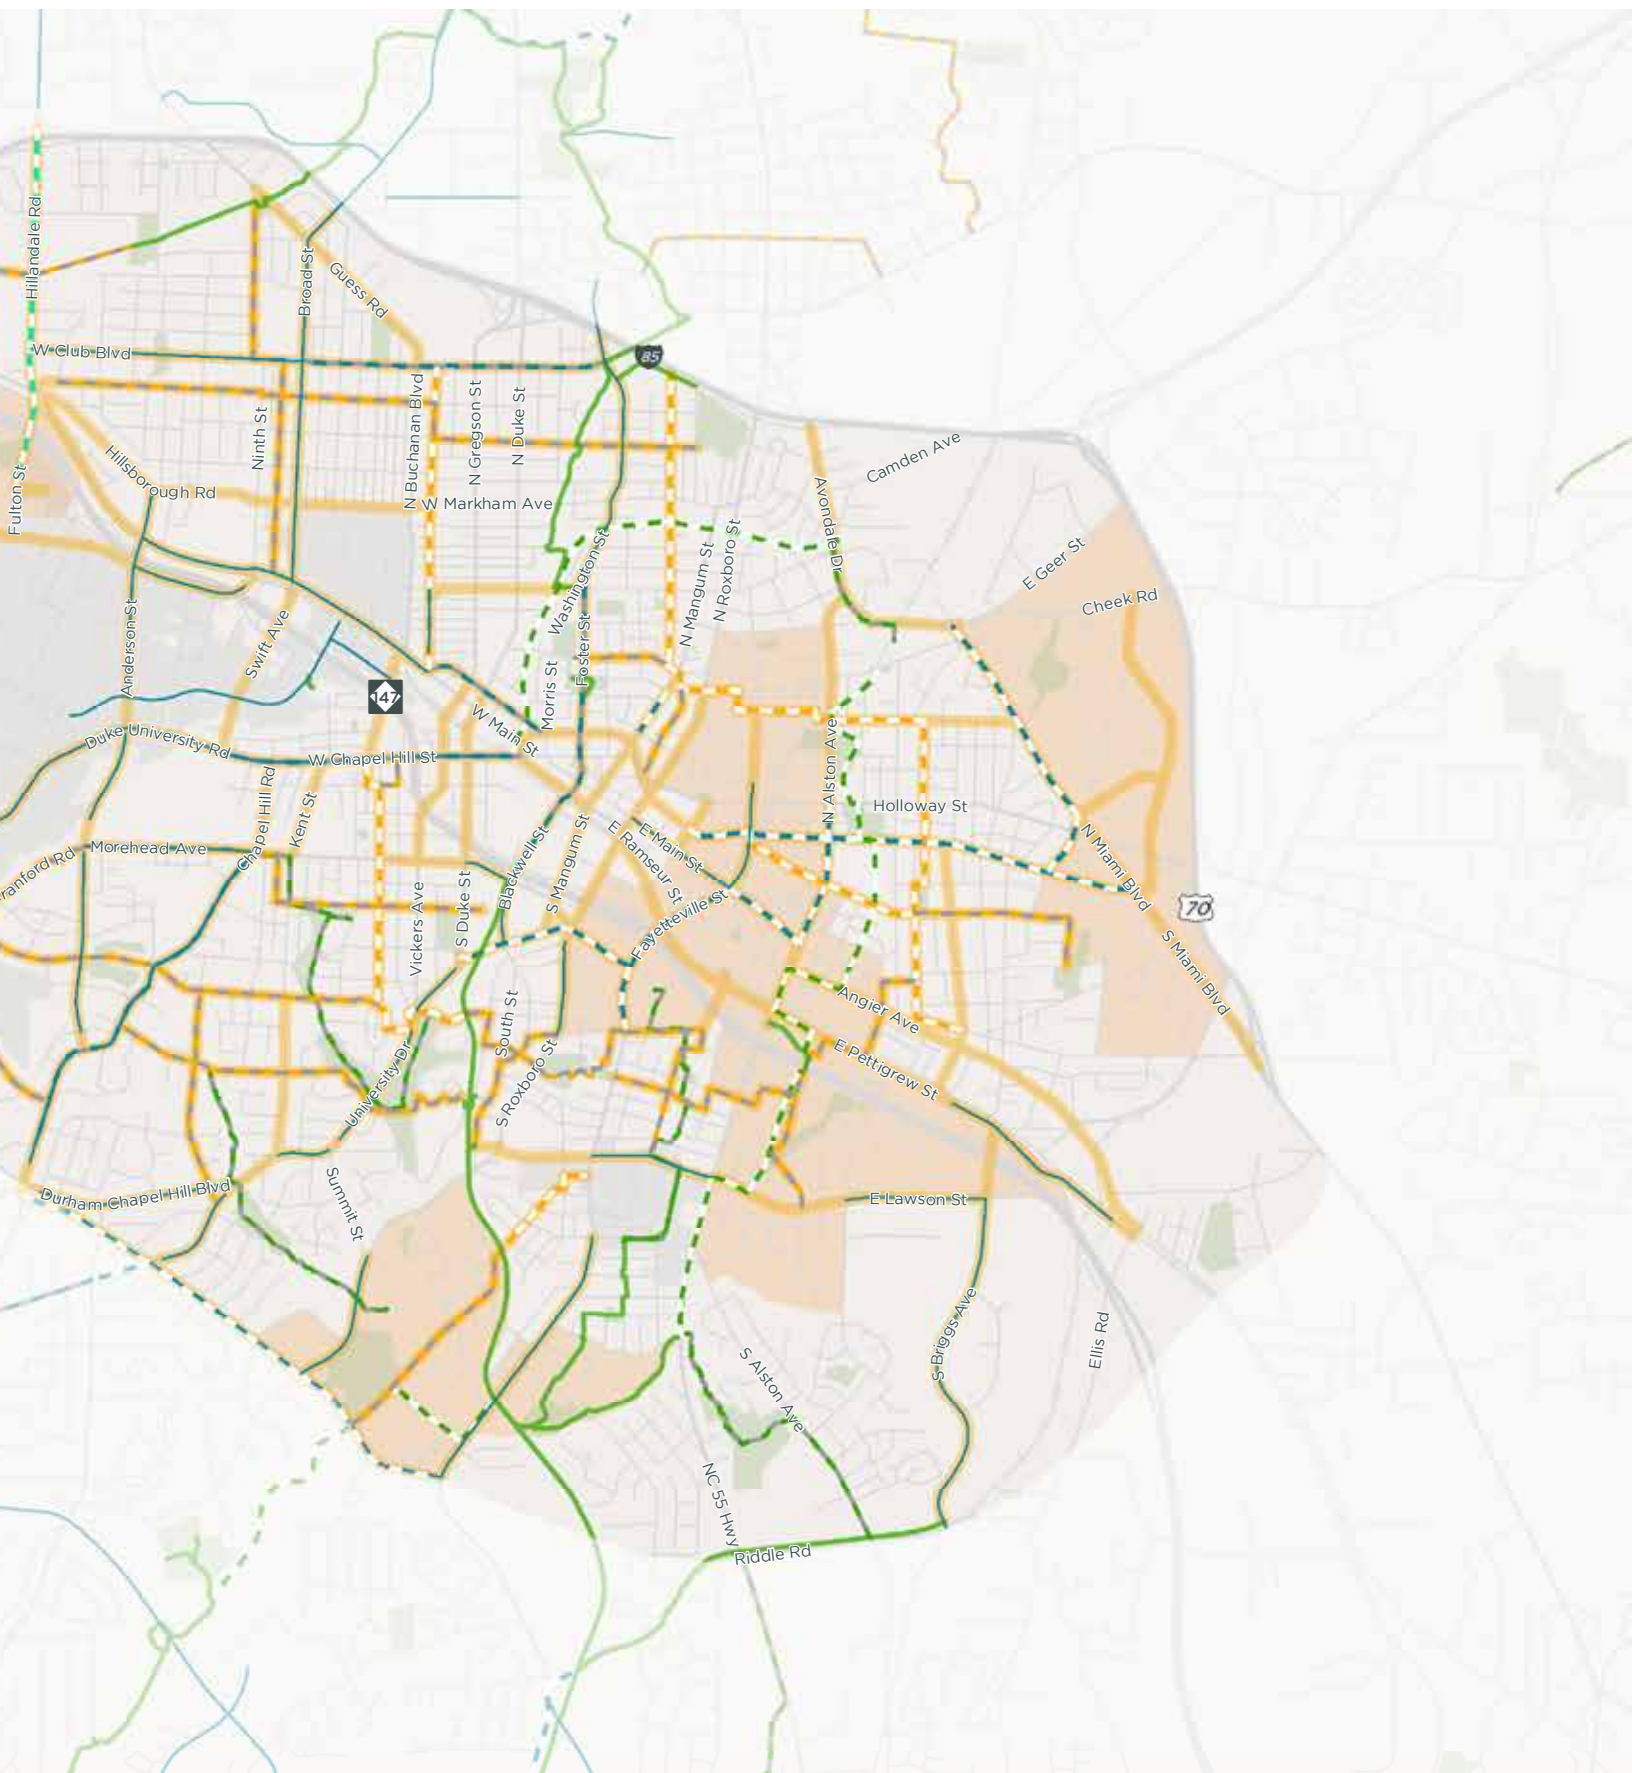 Hillandale Rd
Broad St
Guess Rd
W Club Blvd
85
N Buchanan Blvd
N Gregson St
N Duke St
Ninth St
Camden Ave
Hillsborough Rd
Fulton St
W Markham Ave
Avondale Dr
Washington St
N Mangum St
N Roxboro St
E Geer St
Cheek Rd
Anderson St
Swift Ave
Foster St
Morris St
147
W Main St
Duke University Rd
W Chapel Hill St
N Alston Ave
Holloway St
Chapel Hill Rd
Kent St
Morehead Ave
ranford Rd
E Main St
E Ramseur St
N Miami Blvd
Blackwell St
S Mangum St
Vickers Ave
S Duke St
Fayetteville St
70
S Miami Blvd
Angier Ave
South St
S Roxboro St
University Dr
E Pettigrew St
Durham Chapel Hill Blvd
Summit St
E Lawson St
S Briggs Ave
Ellis Rd
S Alston Ave
NC 55 Hwy
Riddle Rd